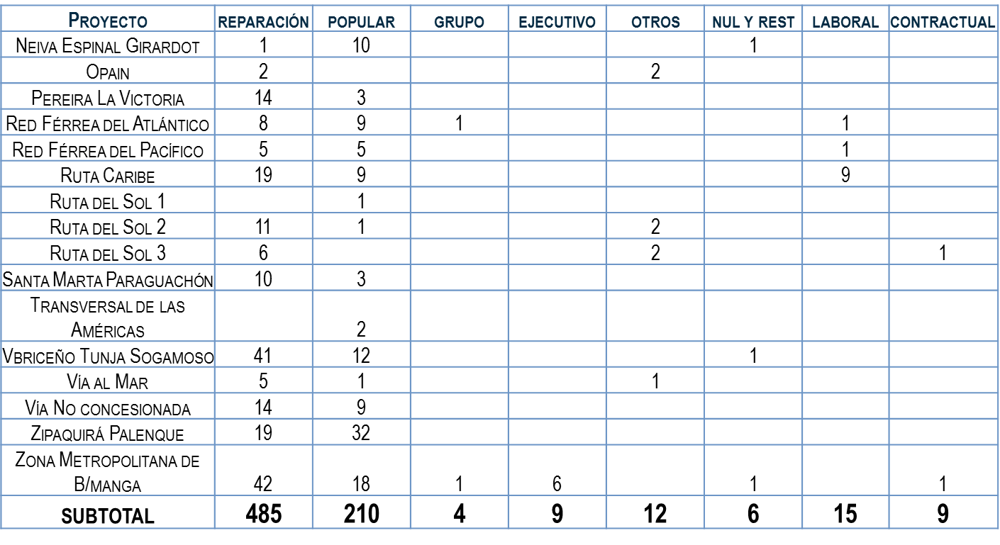 PROYECTO REPARACIÓN POPULAR GRUPO EJECUTIVO OTROS NUL Y REST LABORAL CONTRACTUAL
NEIVA ESPINAL GIRARDOT 1 10 1
OPAIN 2 2
PEREIRA LA VICTORIA 14 3
RED FÉRREA DEL ATLÁNTICO 8 9 1 1
RED FÉRREA DEL PACÍFICO 5 5 1
RUTA CARIBE 19 9 9
RUTA DEL SOL 1 1
RUTA DEL SOL 2 11 1 2
RUTA DEL SOL 3 6 2 1
SANTA MARTA PARAGUACHÓN 10 3
TRANSVERSAL DE LAS
AMÉRICAS 2
VBRICEÑO TUNJA SOGAMOSO 41 12 1
VÍA AL MAR 5 1 1
VÍA NO CONCESIONADA 14 9
ZIPAQUIRÁ PALENQUE 19 32
ZONA METROPOLITANA DE
B/MANGA 42 18 1 6 1 1
SUBTOTAL 485 210 4 9 12 6 15 9